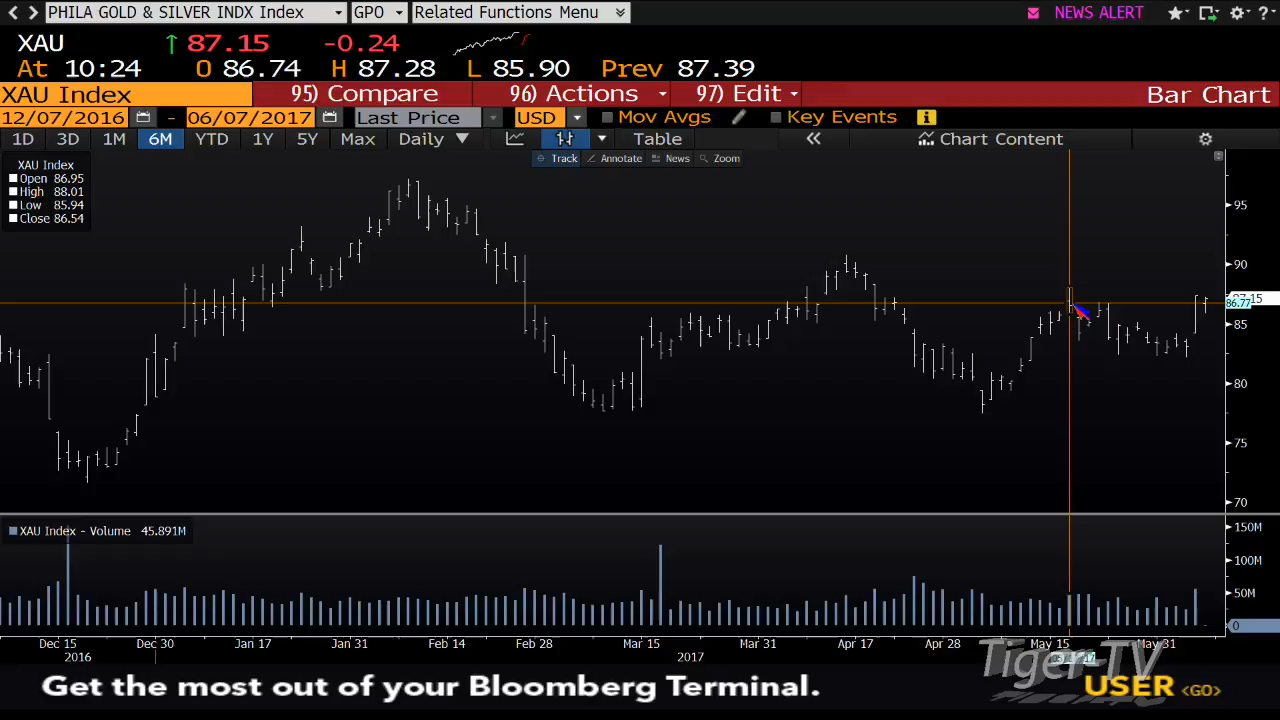 PHILA GOLD & SILVER INDX Index GPO Related Functions Menu NEWS ALERT ?
XAU 87.15 -0.24
At 10:24 O 86.74 H 87.28 L 85.90 Prev 87.39
XAU Index 95) Compare 96) Actions 97) Edit Bar Chart
12/07/2016 - 06/07/2017 Last Price USD Mov Avgs Key Events
1D 3D 1M 6M YTD 1Y 5Y Max Daily Table « Chart Content
Track Annotate News Zoom
XAU Index
Open 86.95
High 88.01
Low 85.94
Close 86.54
95
90
86.77
85
80
75
70
XAU Index - Volume 45.891M
150M
100M
50M
0
Dec 15 Dec 30 Jan 17 Jan 31 Feb 14 Feb 28 Mar 15 Mar 31 Apr 17 Apr 28 May 15 May 31
2016 2017
Tiger-TV
Get the most out of your Bloomberg Terminal. USER <GO>